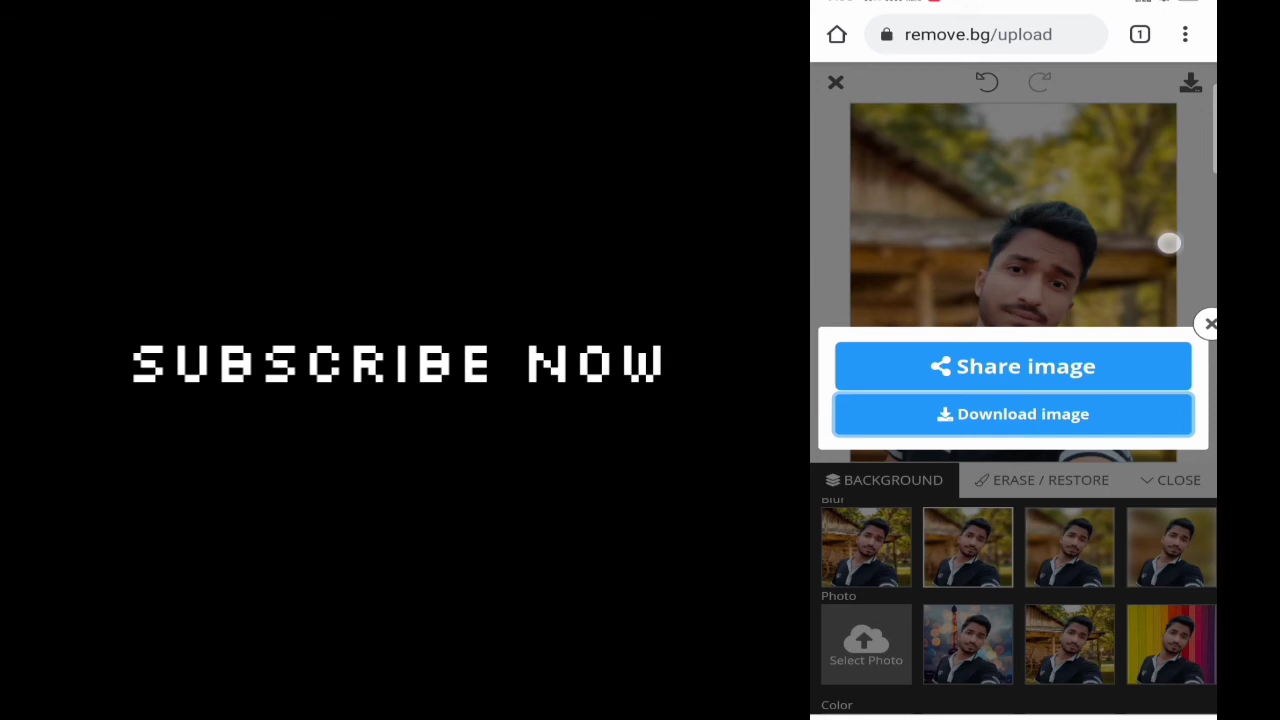 SUBSCRIBE NOW
remove.bg/upload
1
Share image
Download image
BACKGROUND
ERASE / RESTORE
CLOSE
Blur
Photo
Select Photo
Color